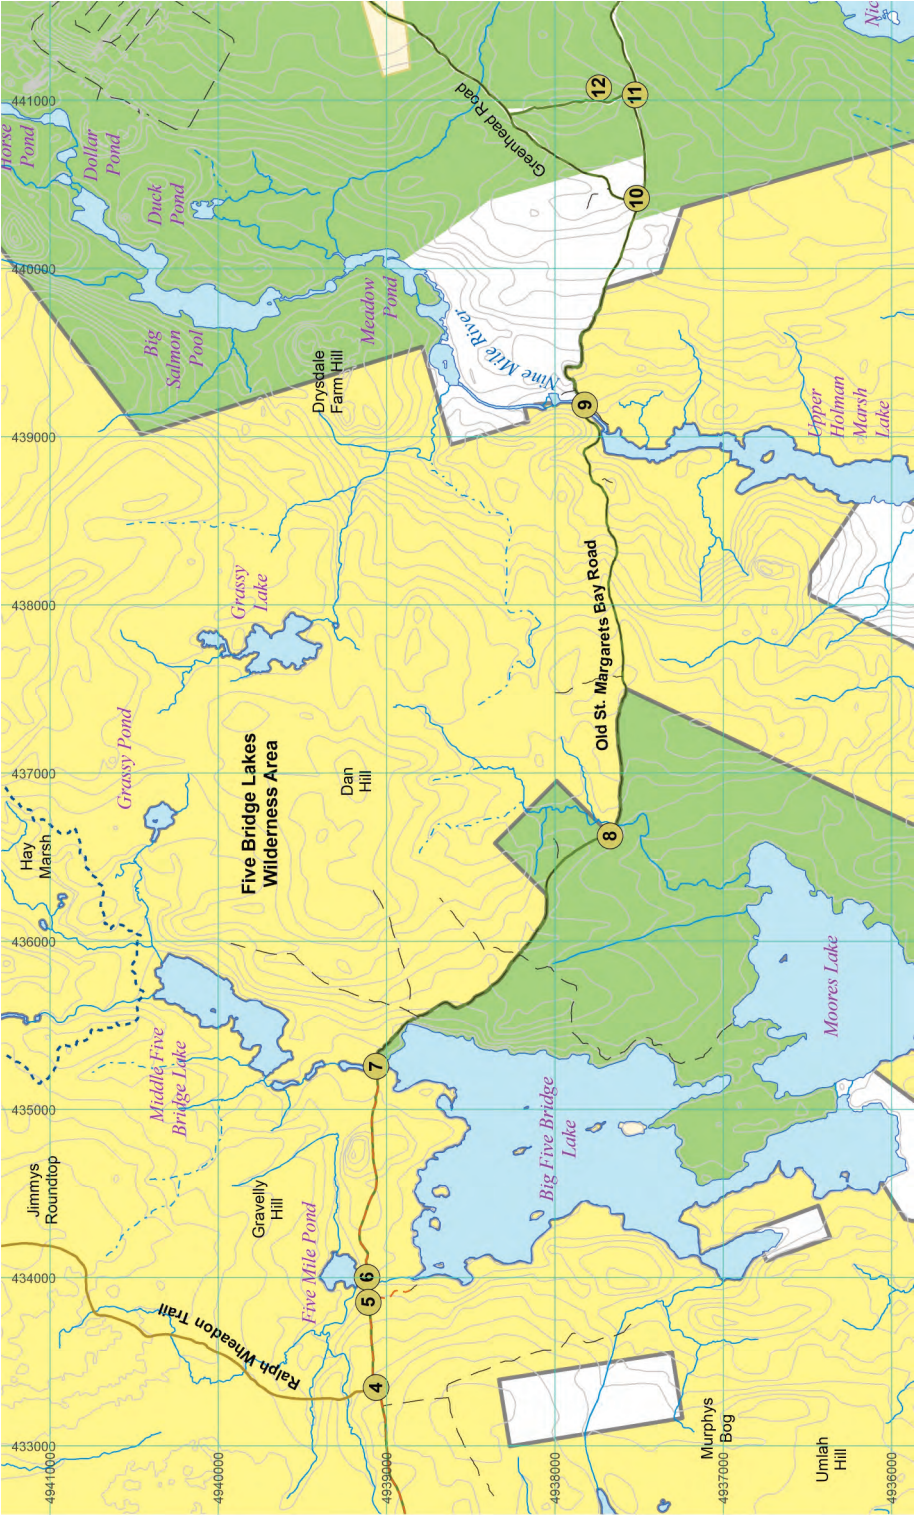 Horse
Pond
Dollar
Pond
Duck
Pond
Big
Salmon
Pool
Meadow
Pond
Drysdale
Farm Hill
Nine Mile River
Greenhead Road
12
11
10
9
Upper
Holman
Marsh
Lake
Grassy
Lake
Old St. Margarets Bay Road
Grassy Pond
Hay
Marsh
Five Bridge Lakes
Wilderness Area
Dan
Hill
8
Moores Lake
Middle Five
Bridge Lake
7
Big Five Bridge
Lake
Jimmys
Roundtop
Gravelly
Hill
Five Mile Pond
6
5
Ralph Wheadon Trail
4
Murphys
Bog
Umlah
Hill
441000
440000
439000
438000
437000
436000
435000
434000
433000
4941000
4940000
4939000
4938000
4937000
4936000
Nic